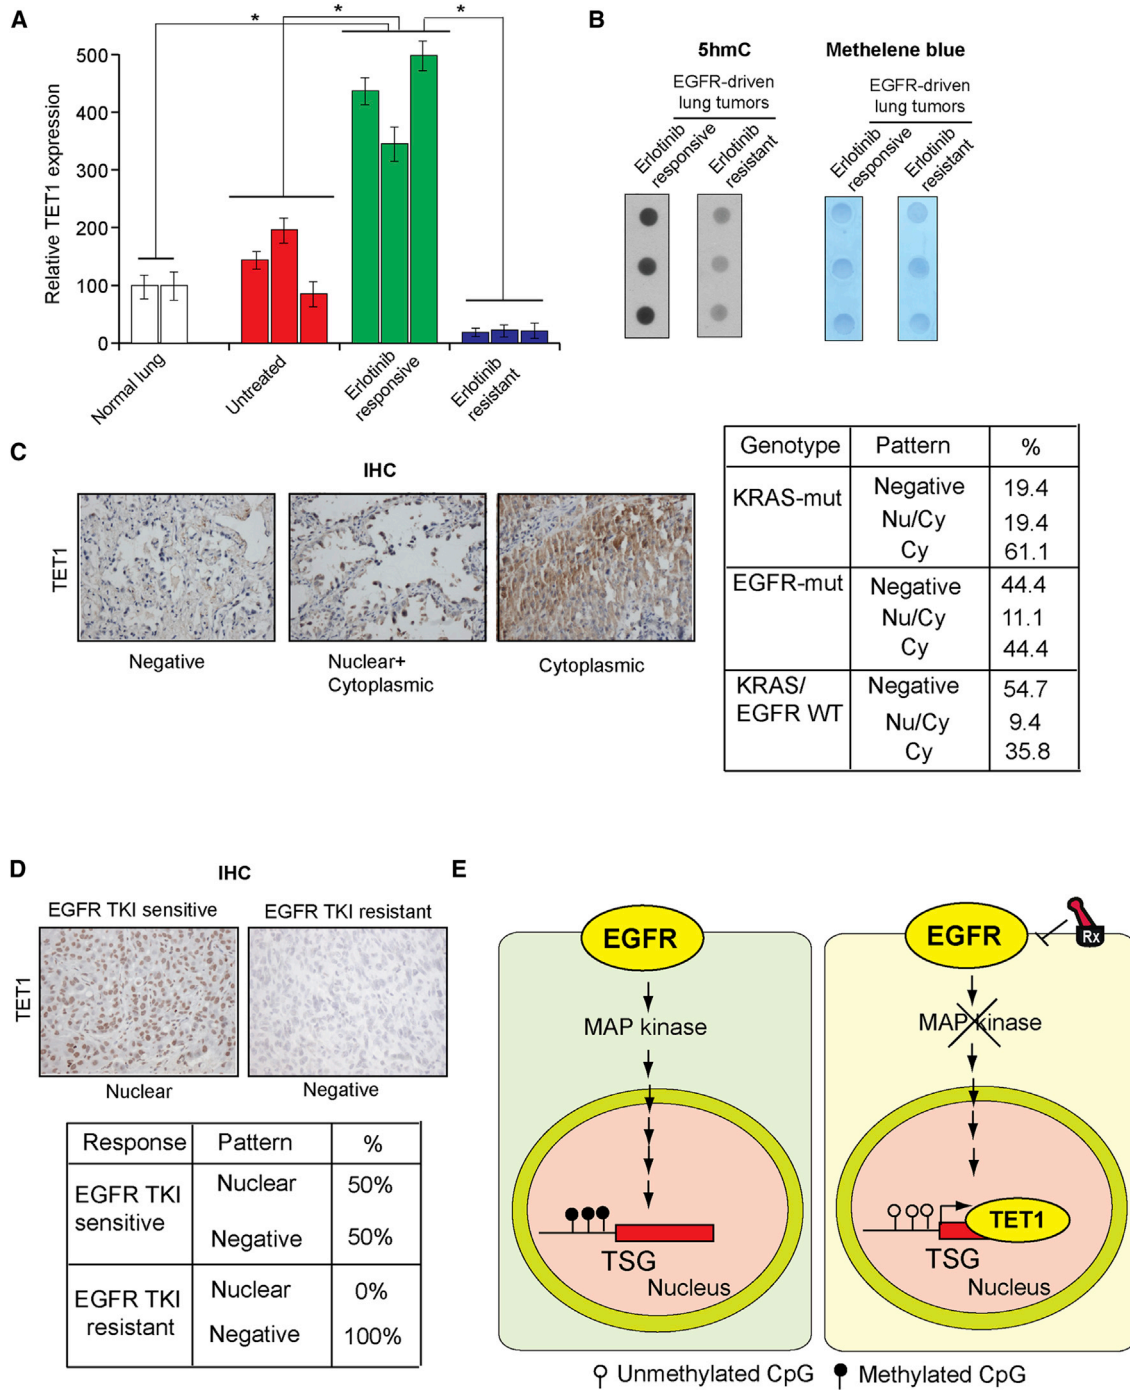 A
* * *
Relative TET1 expression
500
400
300
200
100
0
Normal lung
Untreated
Erlotinib
responsive
Erlotinib
resistant
B
5hmC
EGFR-driven
lung tumors
Erlotinib
responsive
Erlotinib
resistant
Methelene blue
EGFR-driven
lung tumors
Erlotinib
responsive
Erlotinib
resistant
C
IHC
TET1
Negative
Nuclear+
Cytoplasmic
Cytoplasmic
Genotype Pattern %
KRAS-mut Negative 19.4
Nu/Cy 19.4
Cy 61.1
EGFR-mut Negative 44.4
Nu/Cy 11.1
Cy 44.4
KRAS/
EGFR WT
Negative 54.7
Nu/Cy 9.4
Cy 35.8
D
IHC
EGFR TKI sensitive EGFR TKI resistant
TET1
Nuclear Negative
Response Pattern %
EGFR TKI
sensitive
Nuclear 50%
Negative 50%
EGFR TKI
resistant
Nuclear 0%
Negative 100%
E
EGFR
MAP kinase
TSG
Nucleus
EGFR
Rx
MAP kinase
TET1
TSG
Nucleus
Unmethylated CpG Methylated CpG